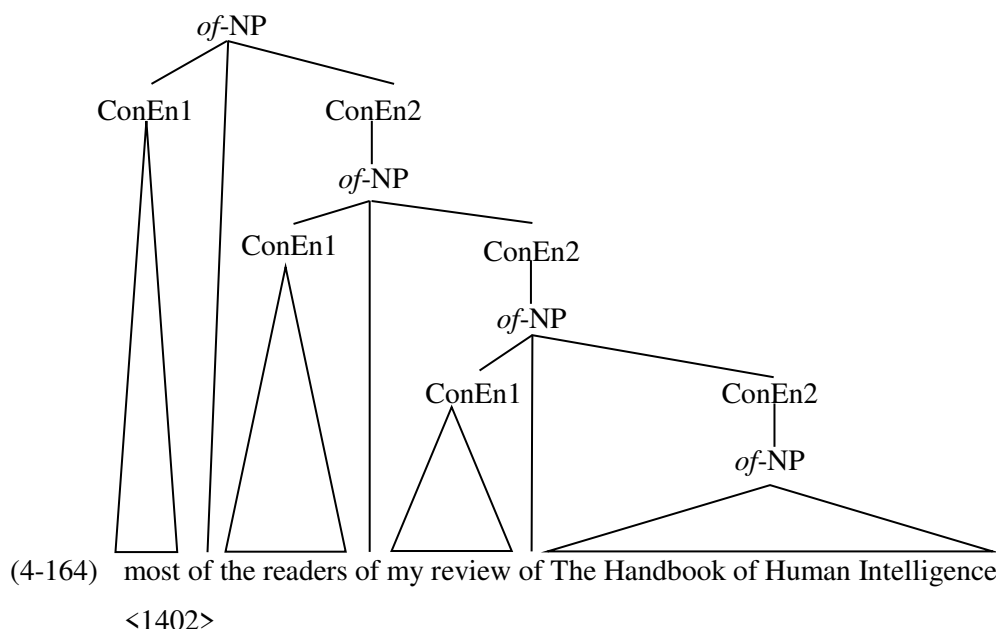 of-NP
ConEn1 ConEn2
of-NP
ConEn1 ConEn2
of-NP
ConEn1 ConEn2
of-NP
(4-164) most of the readers of my review of The Handbook of Human Intelligence
<1402>